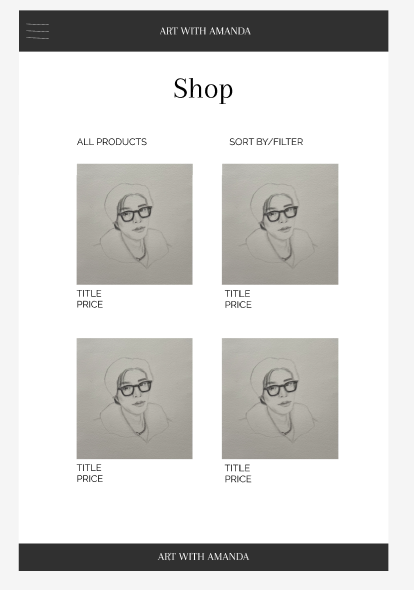 ART WITH AMANDA
Shop
ALL PRODUCTS
SORT BY/FILTER
TITLE
PRICE
TITLE
PRICE
TITLE
PRICE
TITLE
PRICE
ART WITH AMANDA